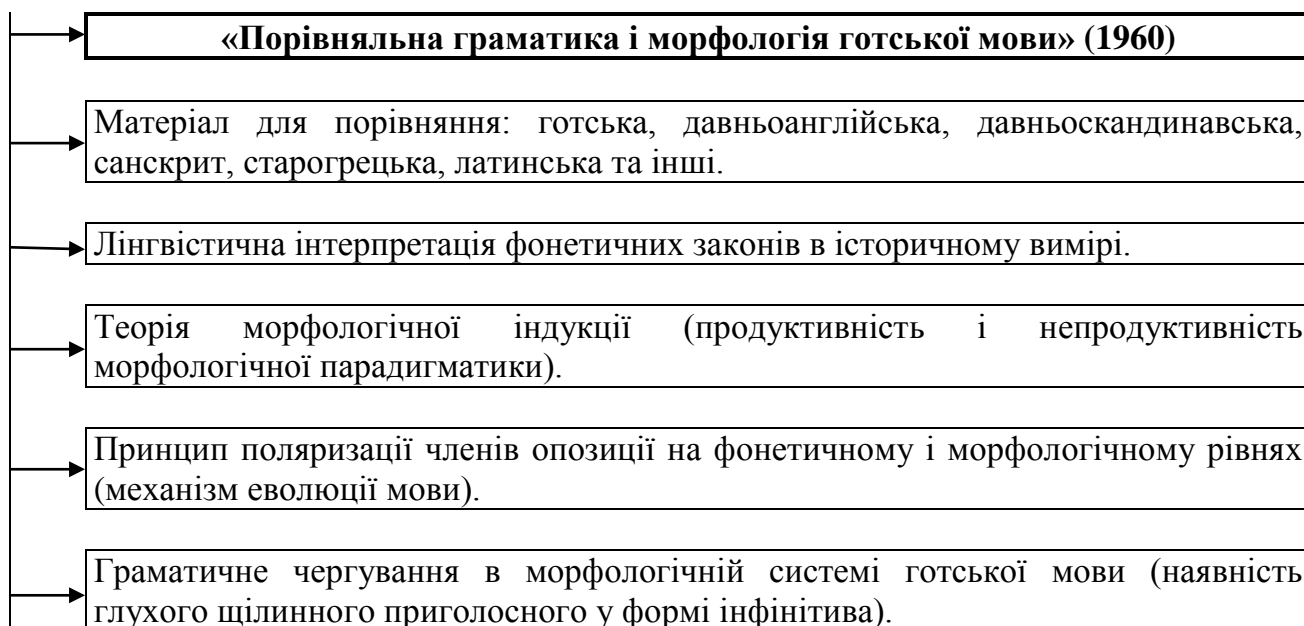 «Порівняльна граматика і морфологія готської мови» (1960)
Матеріал для порівняння: готська, давньоанглійська, давньоскандинавська,
санскрит, старогрецька, латинська та інші.
Лінгвістична інтерпретація фонетичних законів в історичному вимірі.
Теорія морфологічної індукції (продуктивність і непродуктивність
морфологічної парадигматики).
Принцип поляризації членів опозиції на фонетичному і морфологічному рівнях
(механізм еволюції мови).
Граматичне чергування в морфологічній системі готської мови (наявність
глухого щілинного приголосного у формі інфінітива).